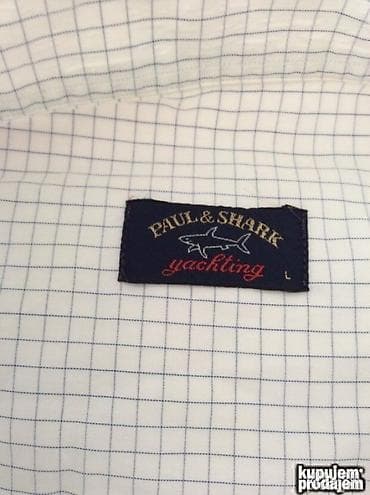 PAUL & SHARK
yachting
L
kupujem
prodajem